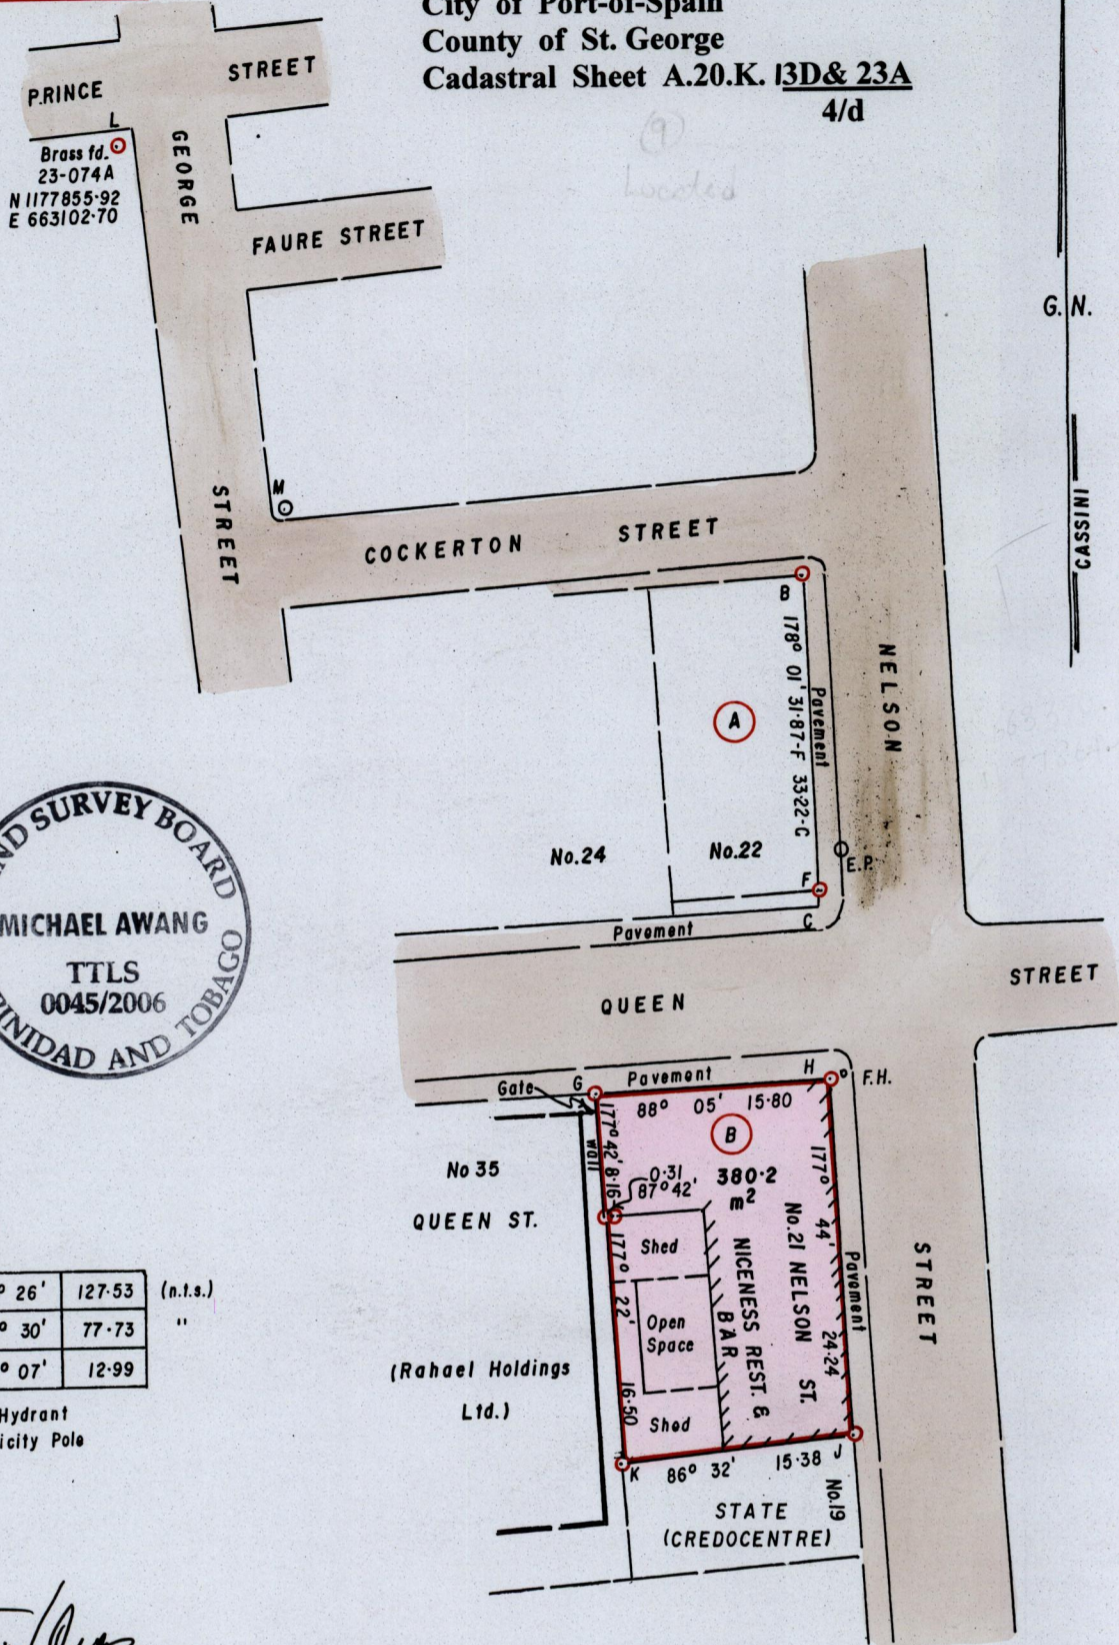 City of Port-of-Spain
County of St. George
Cadastral Sheet A.20.K. 13D& 23A
4/d
(9)
Located
PRINCE STREET
L
Brass fd.
23-074A
N 1177855·92
E 663102·70
GEORGE
STREET
FAURE STREET
G. N.
CASSINI
M
COCKERTON STREET
B
178° 01' 31·87-F 33·22-C
Pavement
NELSON
STREET
A
No.24
No.22
E.P.
F
C
Pavement
QUEEN STREET
Gate
G
Pavement
H
F.H.
88° 05' 15·80
B
177° 42' 8·16
wall
0·31
87° 42'
380·2
m²
177° 44' 24·24
Pavement
No 35
QUEEN ST.
Shed
177° 22' 16·50
Open
Space
Shed
NICENESS REST. &
BAR
No.21 NELSON ST.
(Rahael Holdings
Ltd.)
K
86° 32' 15·38
J
No.19
STATE
(CREDOCENTRE)
ND SURVEY BOARD
MICHAEL AWANG
TTLS
0045/2006
TRINIDAD AND TOBAGO
° 26' 127·53 (n.t.s.)
° 30' 77·73 "
° 07' 12·99
Hydrant
icity Pole